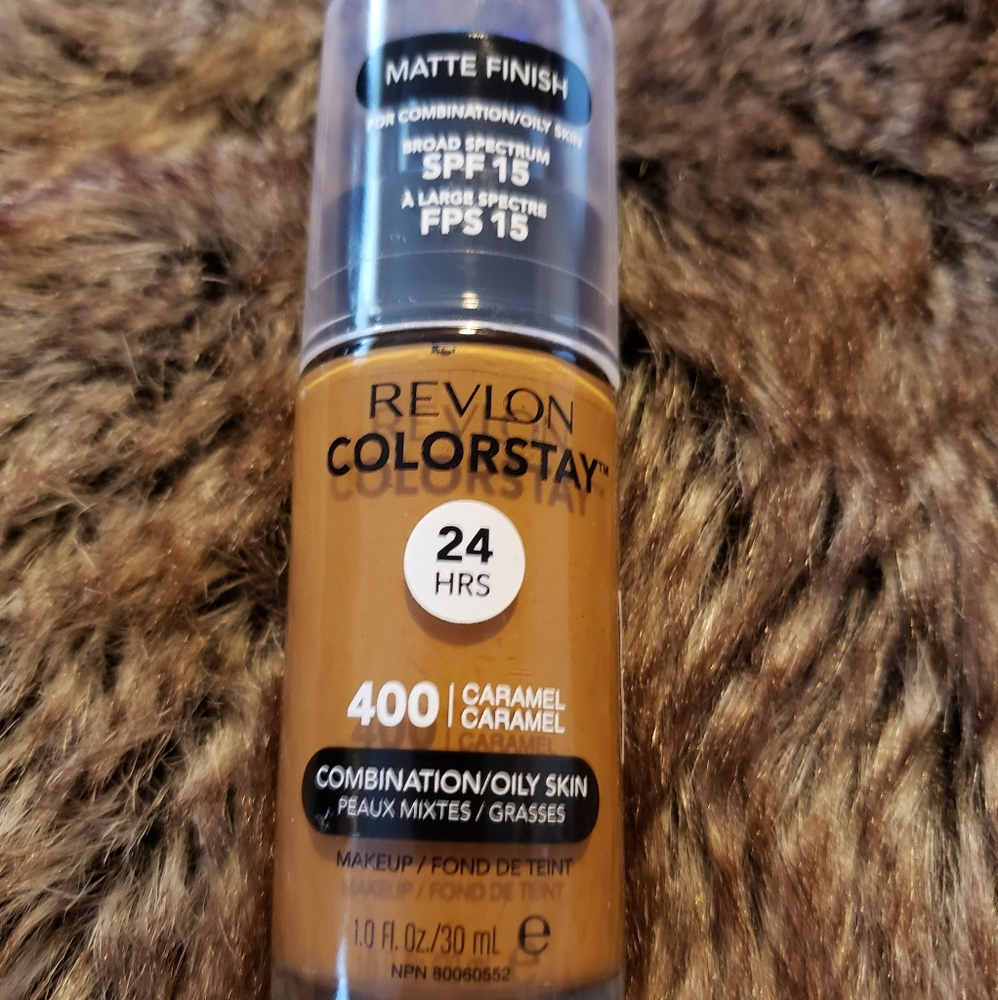 MATTE FINISH
FOR COMBINATION/OILY SKIN
BROAD SPECTRUM
SPF 15
À LARGE SPECTRE
FPS 15
REVLON
COLORSTAY™
24
HRS
400 | CARAMEL
CARAMEL
COMBINATION/OILY SKIN
PEAUX MIXTES / GRASSES
MAKEUP / FOND DE TEINT
1.0 Fl. Oz./30 mL e
NPN 80060552